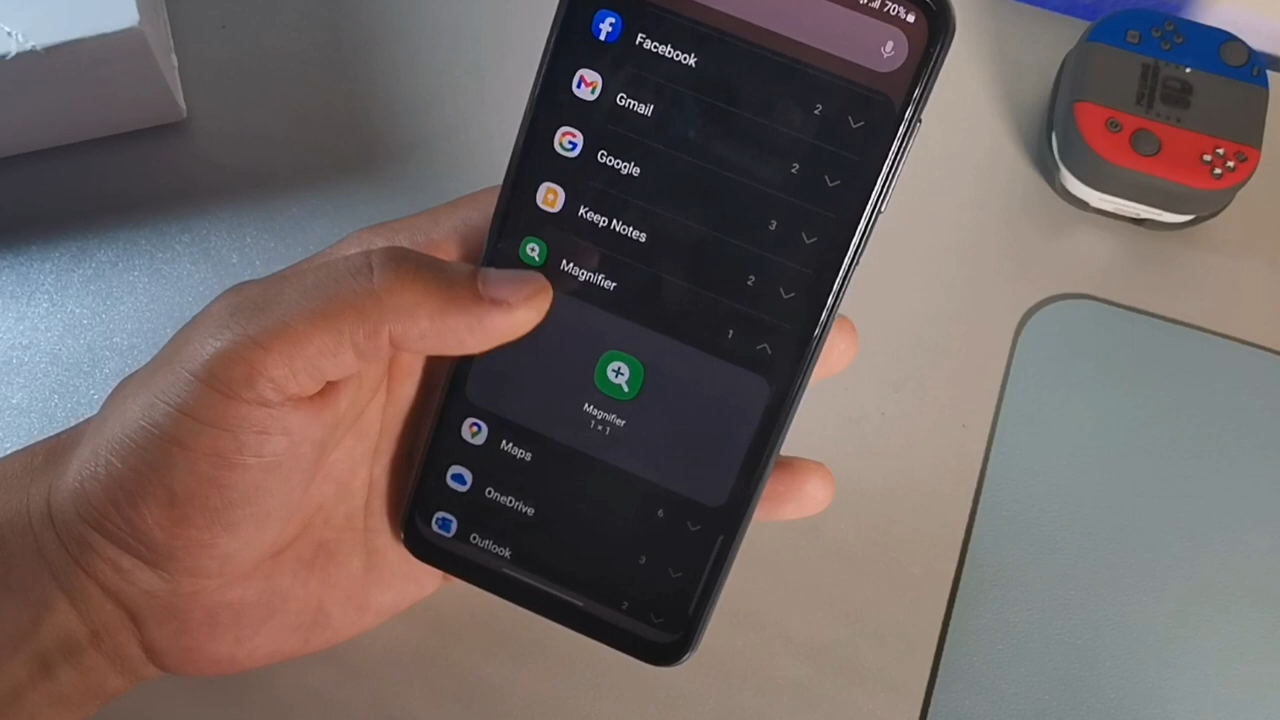 70%
Facebook
2
Gmail
2
Google
3
Keep Notes
2
Magnifier
1
Magnifier
1 × 1
Maps
6
OneDrive
3
Outlook
2